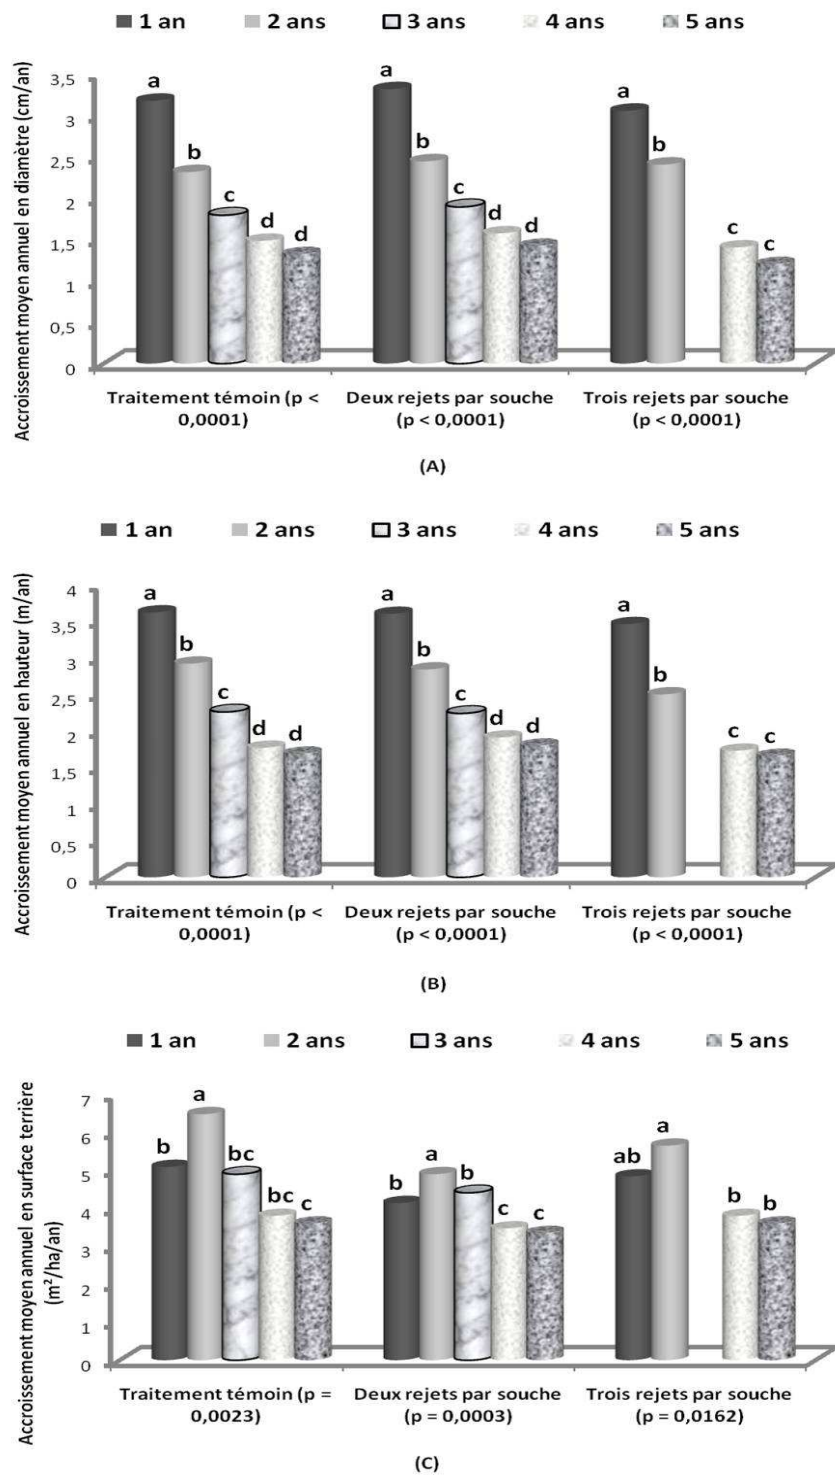 1 an 2 ans 3 ans 4 ans 5 ans
Accroissement moyen annuel en diamètre (cm/an)
3,5
3
2,5
2
1,5
1
0,5
0
a b c d d
a b c d d
a b c c
Traitement témoin (p <
0,0001)
Deux rejets par souche
(p < 0,0001)
Trois rejets par souche
(p < 0,0001)
(A)
1 an 2 ans 3 ans 4 ans 5 ans
Accroissement moyen annuel en hauteur (m/an)
4
3,5
3
2,5
2
1,5
1
0,5
0
a b c d d
a b c d d
a b c c
Traitement témoin (p <
0,0001)
Deux rejets par souche
(p < 0,0001)
Trois rejets par souche
(p < 0,0001)
(B)
1 an 2 ans 3 ans 4 ans 5 ans
Accroissement moyen annuel en surface terrière
(m²/ha/an)
7
6
5
4
3
2
1
0
b a bc bc c
b a b c c
ab a b b
Traitement témoin (p =
0,0023)
Deux rejets par souche
(p = 0,0003)
Trois rejets par souche
(p = 0,0162)
(C)